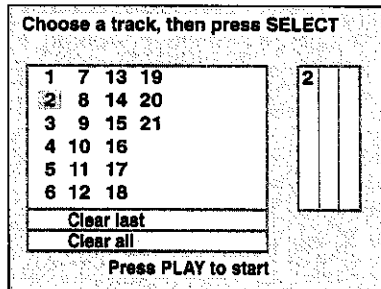 Choose a track, then press SELECT
1 7 13 19 2
2 8 14 20
3 9 15 21
4 10 16
5 11 17
6 12 18
Clear last
Clear all
Press PLAY to start